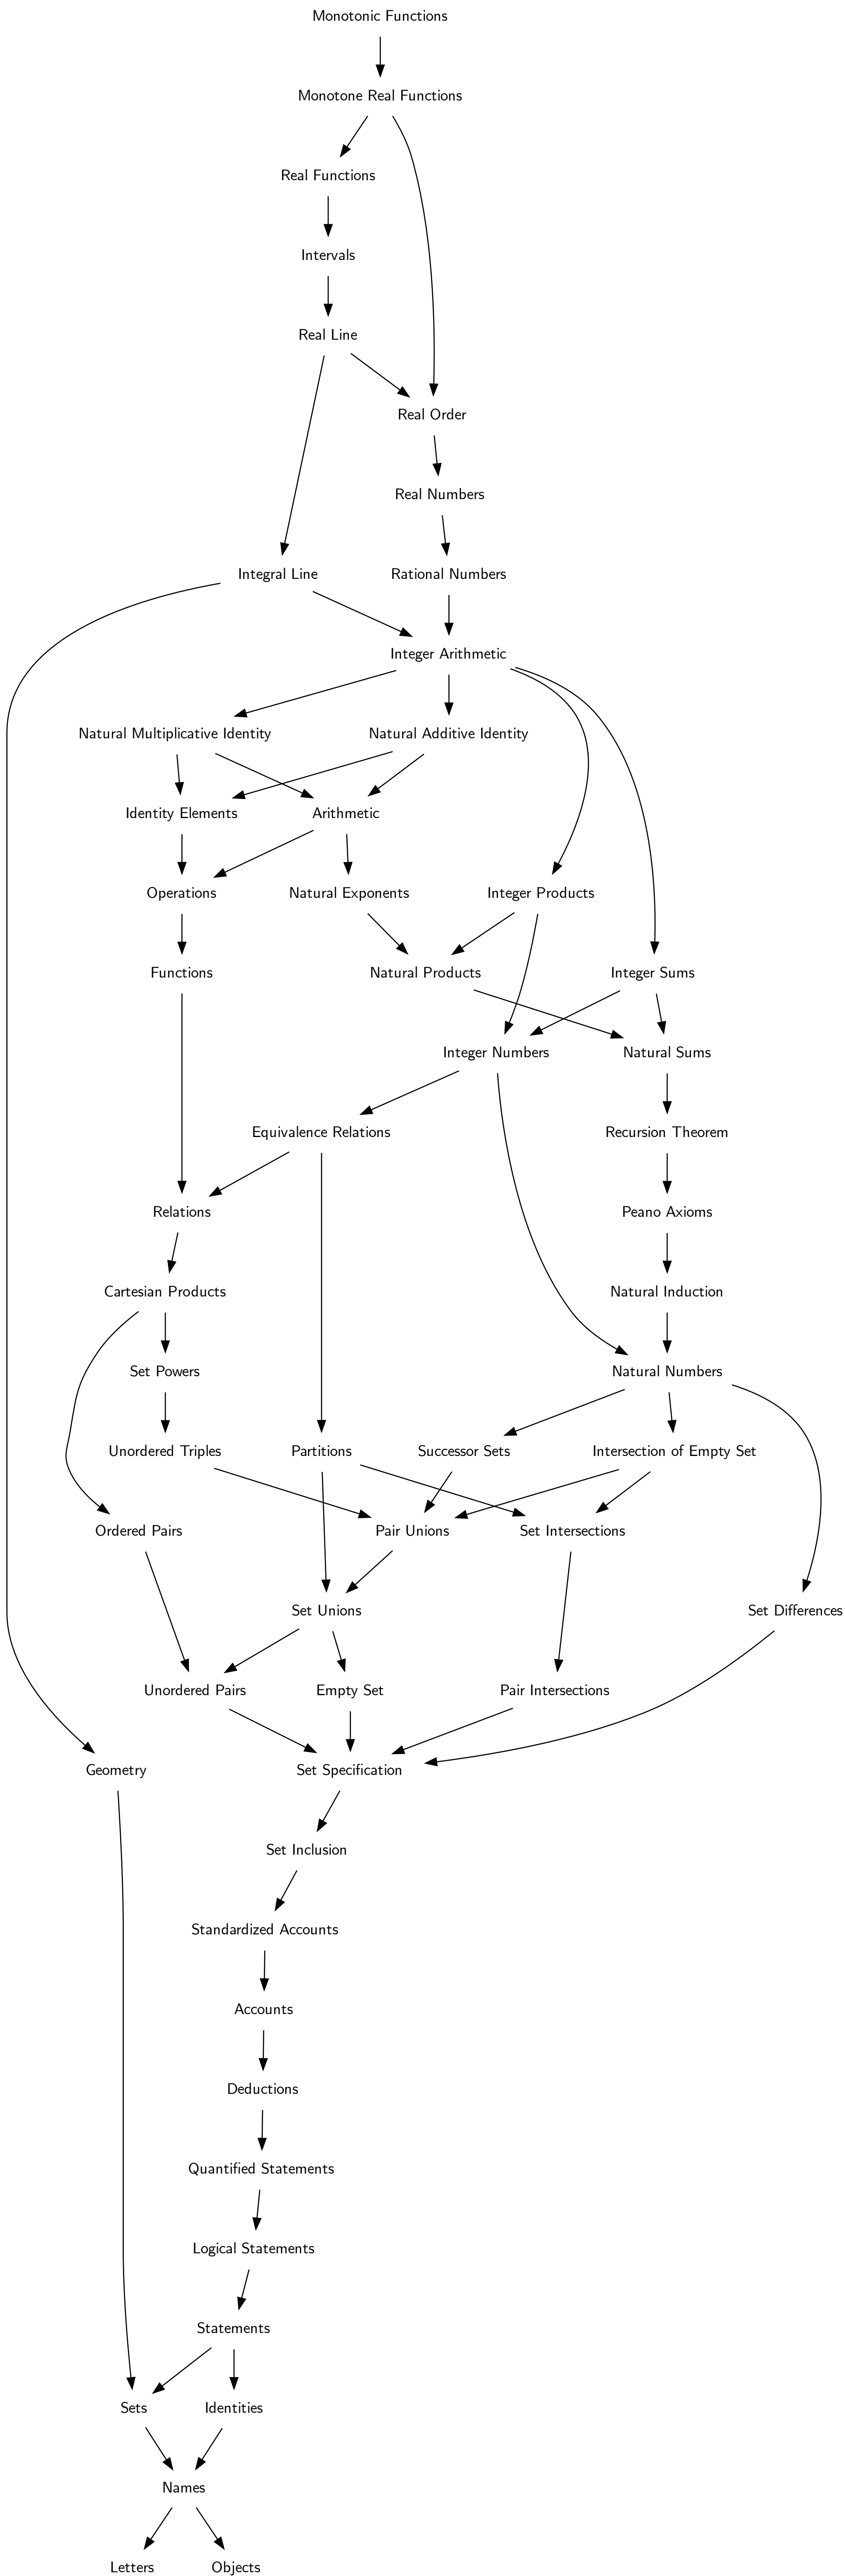 Monotonic Functions
Monotone Real Functions
Real Functions
Intervals
Real Line
Real Order
Real Numbers
Integral Line
Rational Numbers
Integer Arithmetic
Natural Multiplicative Identity
Natural Additive Identity
Identity Elements
Arithmetic
Operations
Natural Exponents
Integer Products
Functions
Natural Products
Integer Sums
Integer Numbers
Natural Sums
Equivalence Relations
Recursion Theorem
Relations
Peano Axioms
Cartesian Products
Natural Induction
Set Powers
Natural Numbers
Unordered Triples
Partitions
Successor Sets
Intersection of Empty Set
Ordered Pairs
Pair Unions
Set Intersections
Set Unions
Set Differences
Unordered Pairs
Empty Set
Pair Intersections
Geometry
Set Specification
Set Inclusion
Standardized Accounts
Accounts
Deductions
Quantified Statements
Logical Statements
Statements
Sets
Identities
Names
Letters
Objects